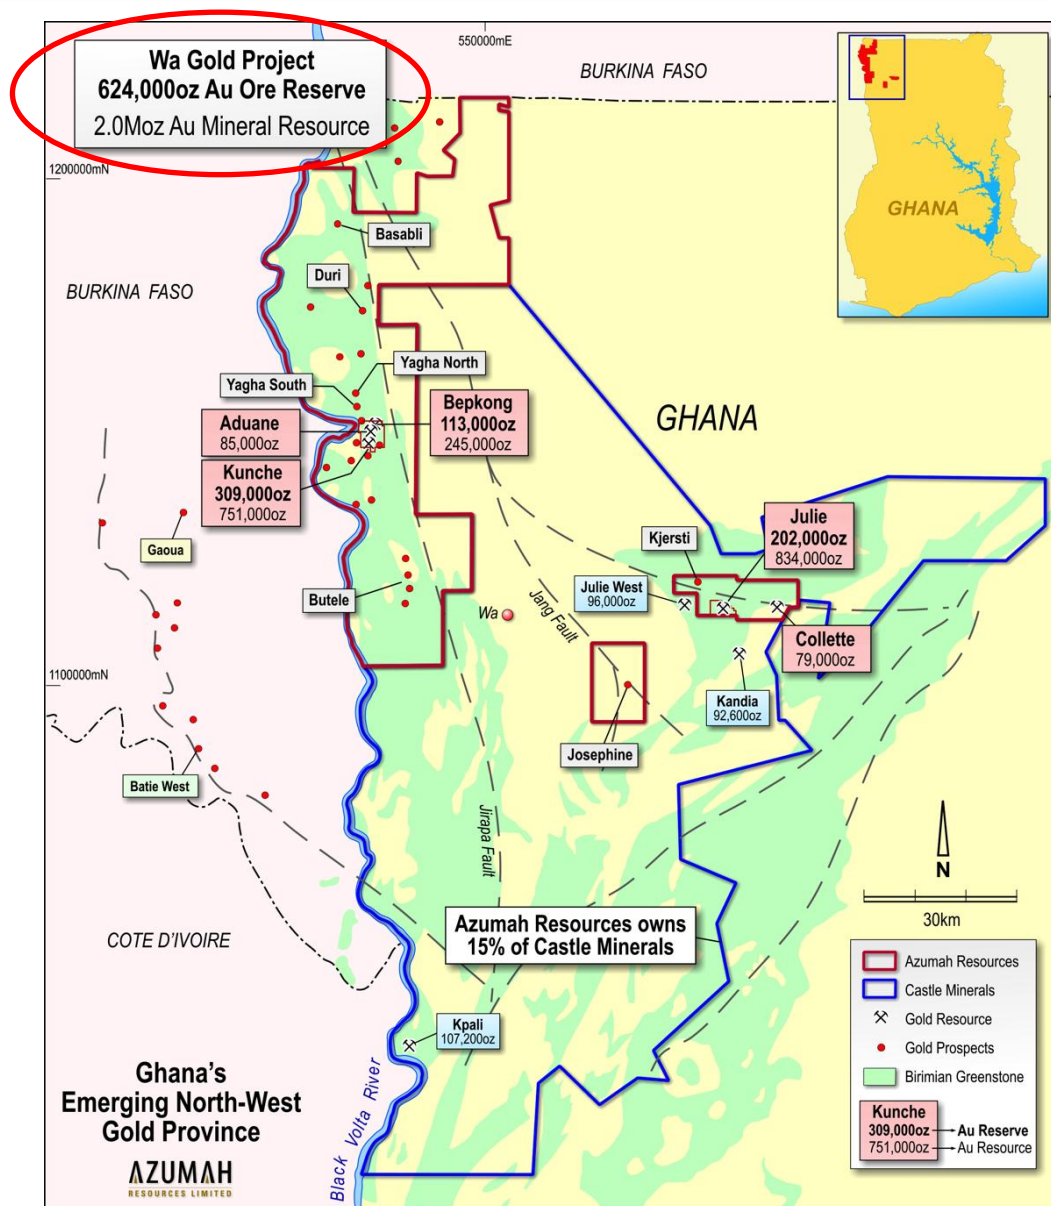 Wa Gold Project
624,000oz Au Ore Reserve
2.0Moz Au Mineral Resource
550000mE
BURKINA FASO
GHANA
1200000mN
Basabli
Duri
BURKINA FASO
Yagha North
Yagha South
Aduane
85,000oz
Bepkong
113,000oz
245,000oz
GHANA
Kunche
309,000oz
751,000oz
Gaoua
Julie
202,000oz
834,000oz
Kjersti
Julie West
96,000oz
Butele
Wa
Jang Fault
Collette
79,000oz
1100000mN
Kandia
92,600oz
Josephine
Batie West
Jirapa Fault
N
30km
Azumah Resources owns
15% of Castle Minerals
COTE D'IVOIRE
Azumah Resources
Castle Minerals
Gold Resource
Gold Prospects
Birimian Greenstone
Kunche
309,000oz Au Reserve
751,000oz Au Resource
Kpali
107,200oz
Black Volta River
Ghana's
Emerging North-West
Gold Province
AZUMAH
RESOURCES LIMITED